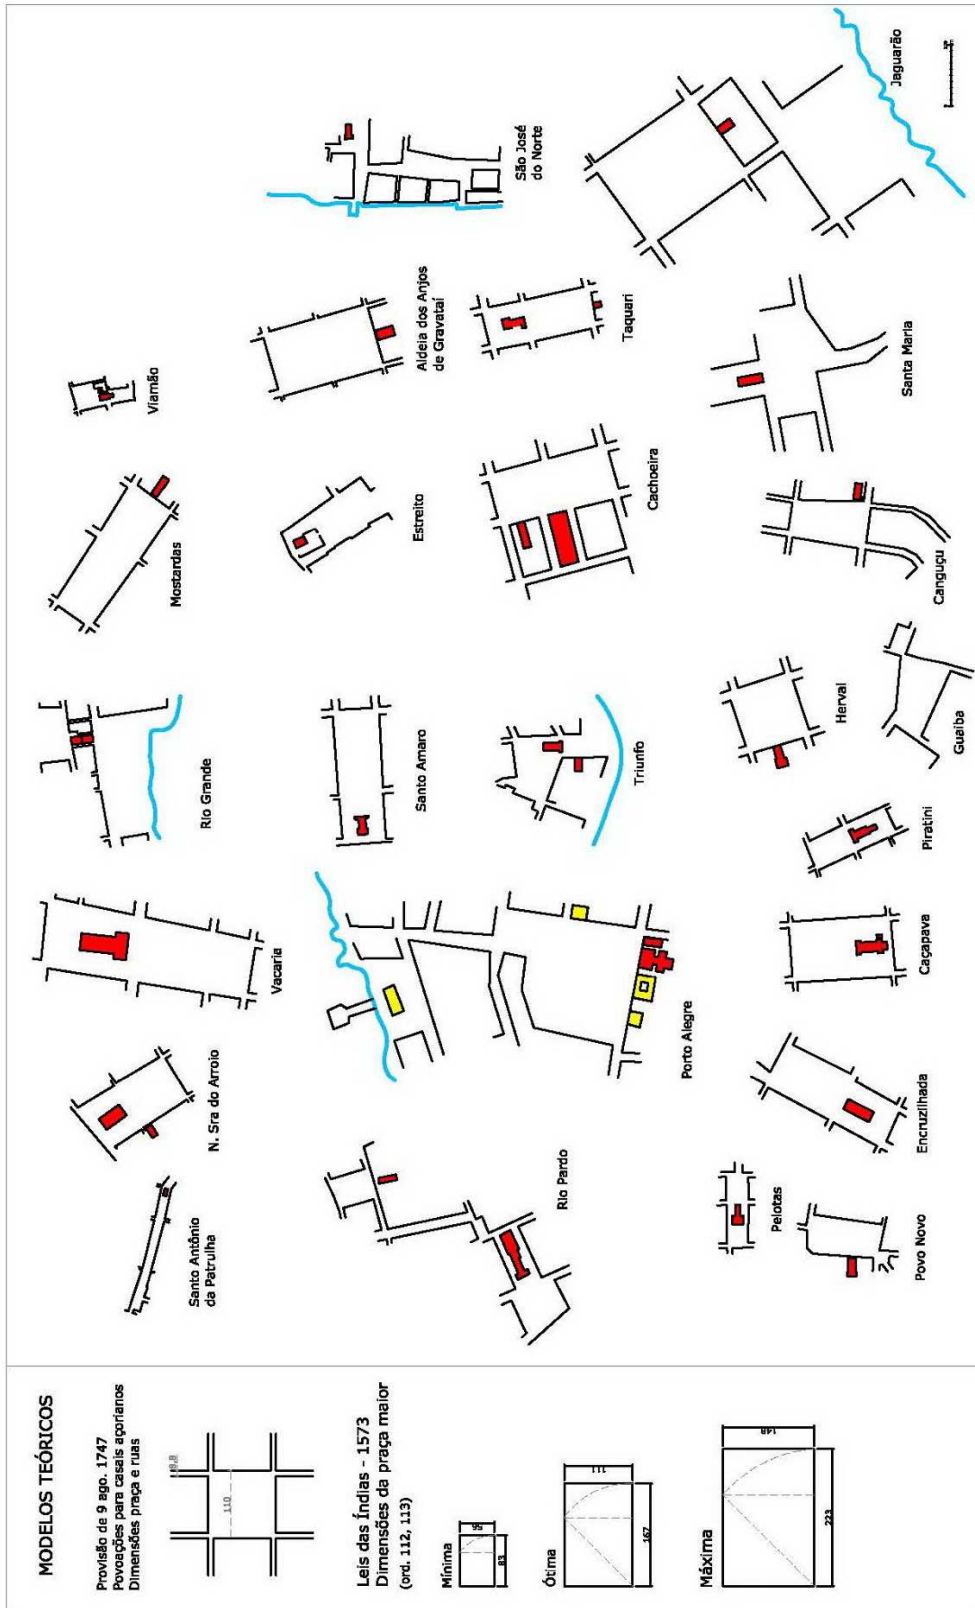 MODELOS TEÓRICOS
Provisão de 9 ago. 1747
Povoações para casais açorianos
Dimensões praça e ruas
8,8
110
Leis das Índias - 1573
Dimensões da praça maior
(ord. 112, 113)
Mínima
56
83
Ótima
111
167
Máxima
148
223
Santo Antônio
da Patrulha
N. Sra do Arroio
Vacaria
Rio Grande
Mostardas
Viamão
Rio Pardo
Porto Alegre
Santo Amaro
Triunfo
Estreito
Cachoeira
Aldeia dos Anjos
de Gravataí
Taquari
São José
do Norte
Pelotas
Povo Novo
Encruzilhada
Caçapava
Piratini
Herval
Guaíba
Canguçu
Santa Maria
Jaguarão